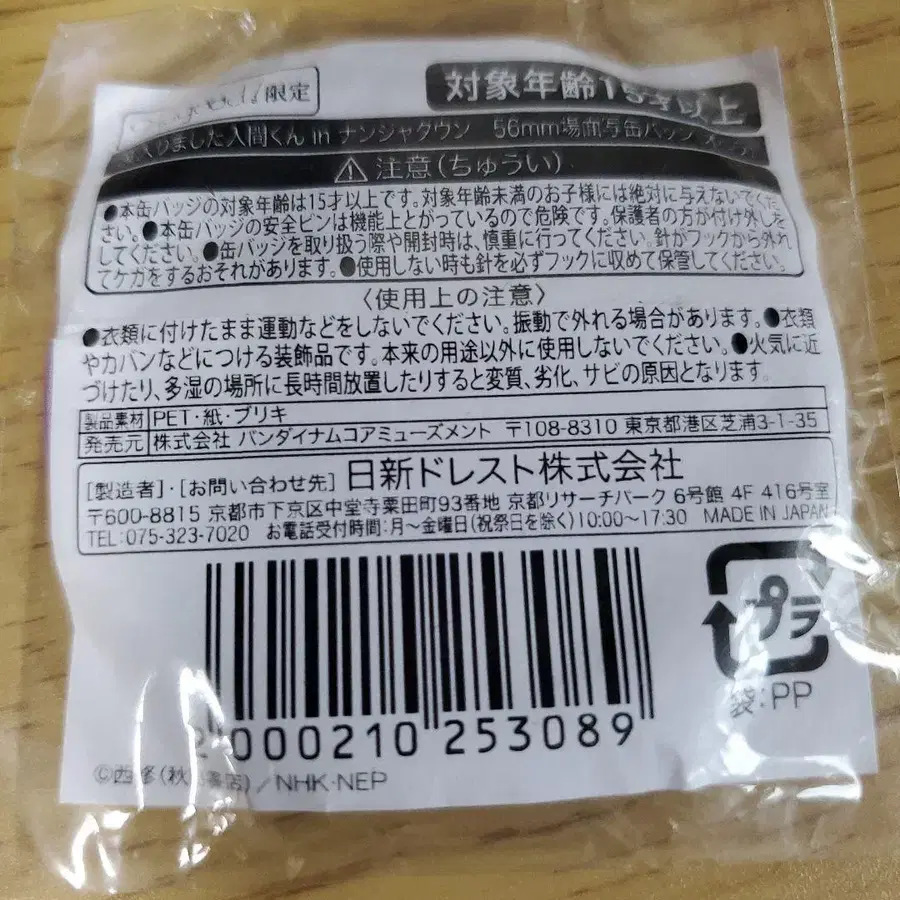 限定
対象年齢15才以上
入りました入間くん in ナンジャタウン 56mm場面写缶バッジ
注意(ちゅうい)
●本缶バッジの対象年齢は15才以上です。対象年齢未満のお子様には絶対に与えないでくだ
さい。●本缶バッジの安全ピンは機能上とがっているので危険です。保護者の方が付け外しを
してください。●缶バッジを取り扱う際や開封時は、慎重に行ってください。針がフックから外れ
てケガをするおそれがあります。●使用しない時も針を必ずフックに収めて保管してください。
〈使用上の注意〉
●衣類に付けたまま運動などをしないでください。振動で外れる場合があります。●衣類
やカバンなどにつける装飾品です。本来の用途以外に使用しないでください。●火気に近
づけたり、多湿の場所に長時間放置したりすると変質、劣化、サビの原因となります。
製品素材 PET・紙・ブリキ
発売元 株式会社 バンダイナムコアミューズメント 〒108-8310 東京都港区芝浦3-1-35
[製造者]・[お問い合わせ先] 日新ドレスト株式会社
〒600-8815 京都市下京区中堂寺粟田町93番地 京都リサーチパーク 6号館 4F 416号室
TEL:075-323-7020 お電話受付時間:月〜金曜日(祝祭日を除く)10:00〜17:30 MADE IN JAPAN
プラ
袋:PP
2 000210 253089
©西修(秋田書店)/NHK・NEP